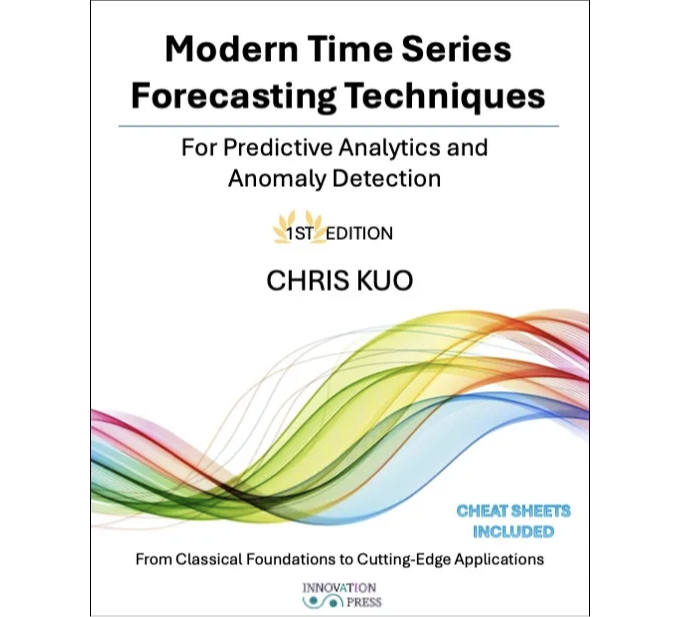 Modern Time Series
Forecasting Techniques
For Predictive Analytics and
Anomaly Detection
1ST EDITION
CHRIS KUO
CHEAT SHEETS
INCLUDED
From Classical Foundations to Cutting-Edge Applications
INNOVATION
PRESS